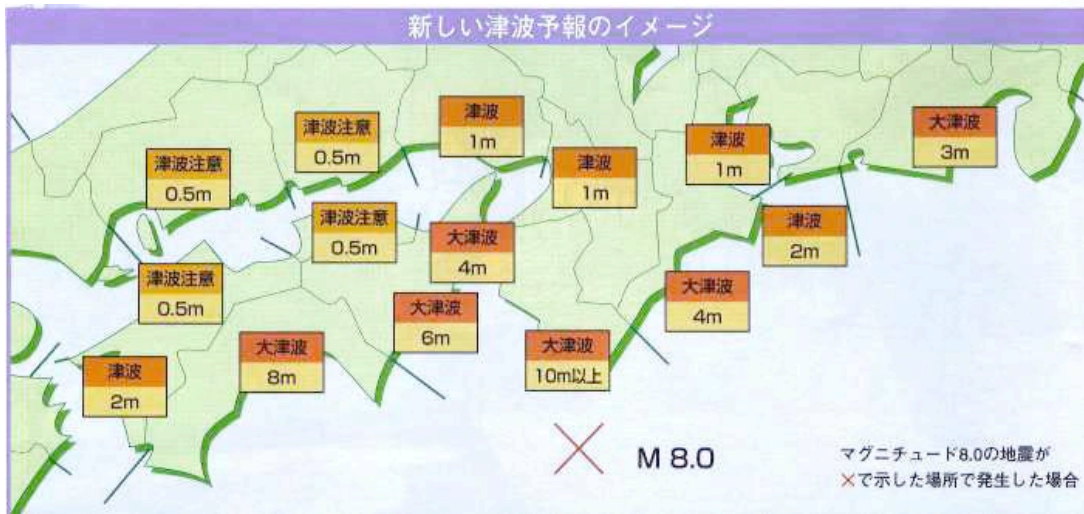 新しい津波予報のイメージ
津波
1m
大津波
3m
津波注意
0.5m
津波
1m
津波注意
0.5m
津波
1m
津波注意
0.5m
大津波
4m
津波
2m
津波注意
0.5m
大津波
6m
大津波
4m
津波
2m
大津波
8m
大津波
10m以上
M 8.0
マグニチュード8.0の地震が
×で示した場所で発生した場合